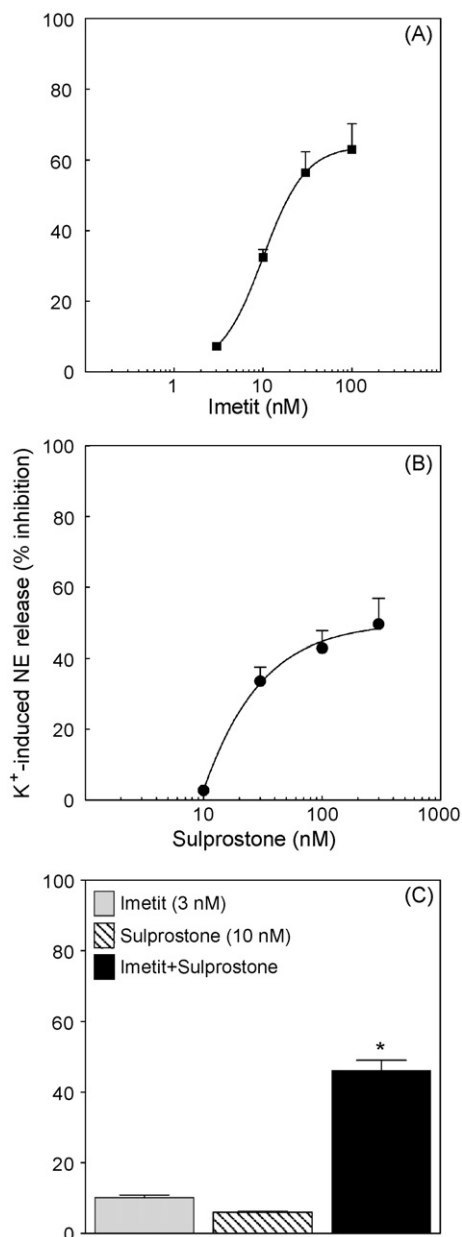 (A)
100
80
60
40
20
0
1
10
100
Imetit (nM)
K+-induced NE release (% inhibition)
(B)
100
80
60
40
20
0
10
100
1000
Sulprostone (nM)
(C)
100
80
60
40
20
0
Imetit (3 nM)
Sulprostone (10 nM)
Imetit+Sulprostone
*